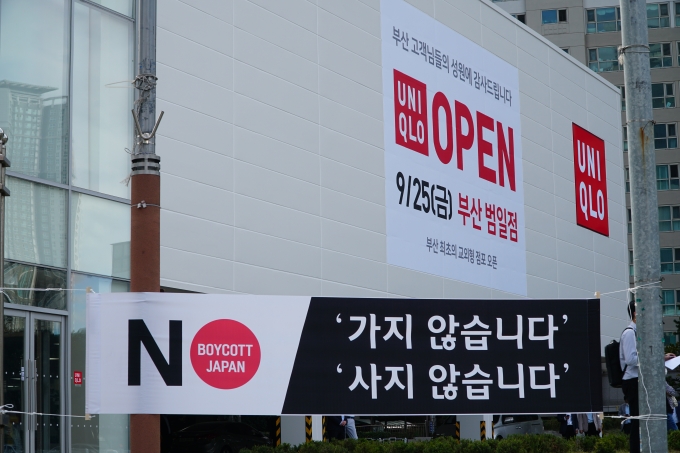 부산 고객님들의 성원에 감사드립니다
UNI
QLO
OPEN
9/25(금) 부산 범일점
부산 최초의 교외형 점포 오픈
UNI
QLO
N
BOYCOTT
JAPAN
‘가지 않습니다’
‘사지 않습니다’